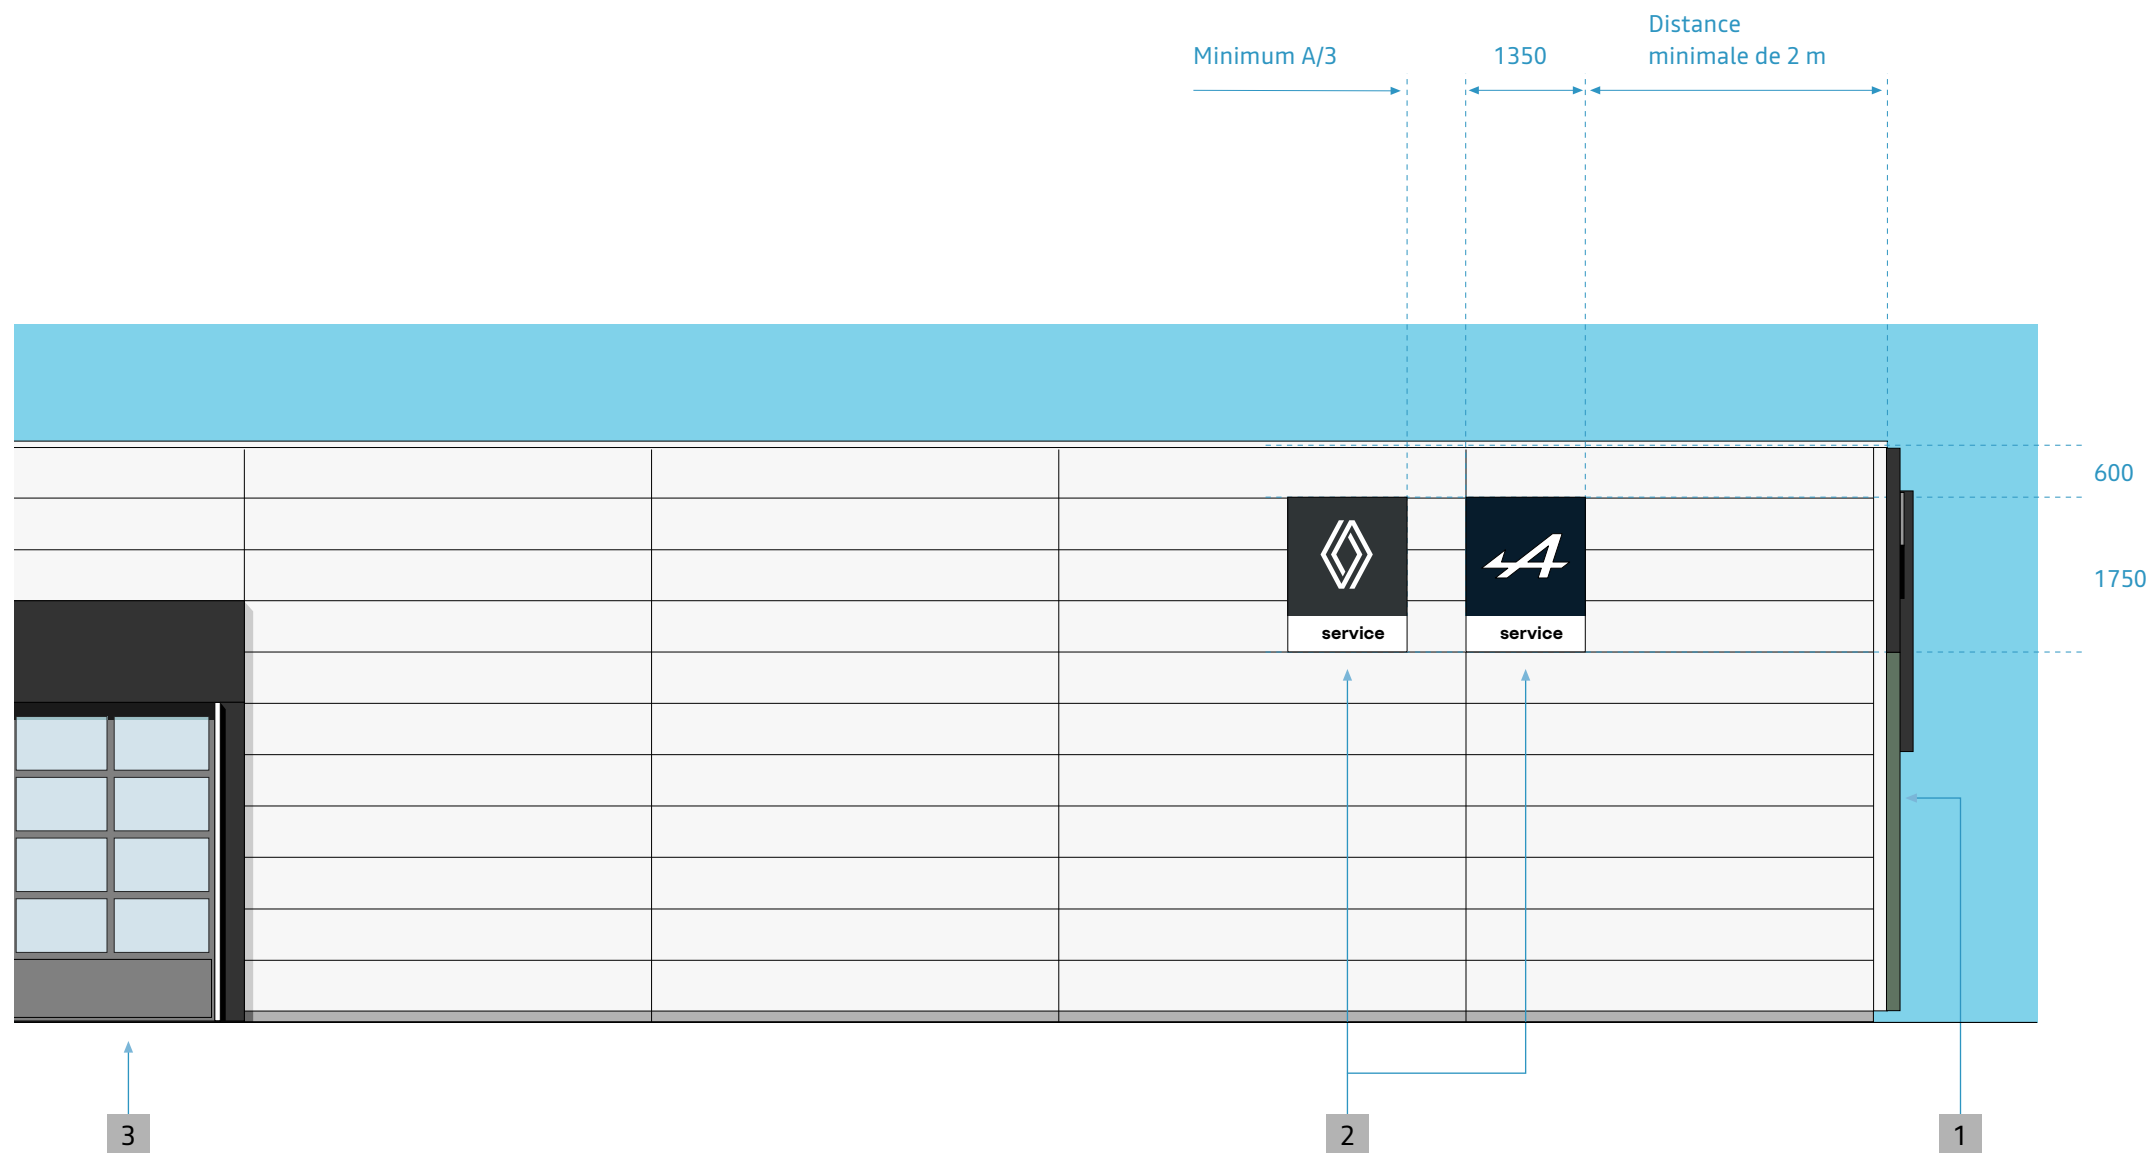 Distance
Minimum A/3 1350 minimale de 2 m
600
1750
service service
3 2 1